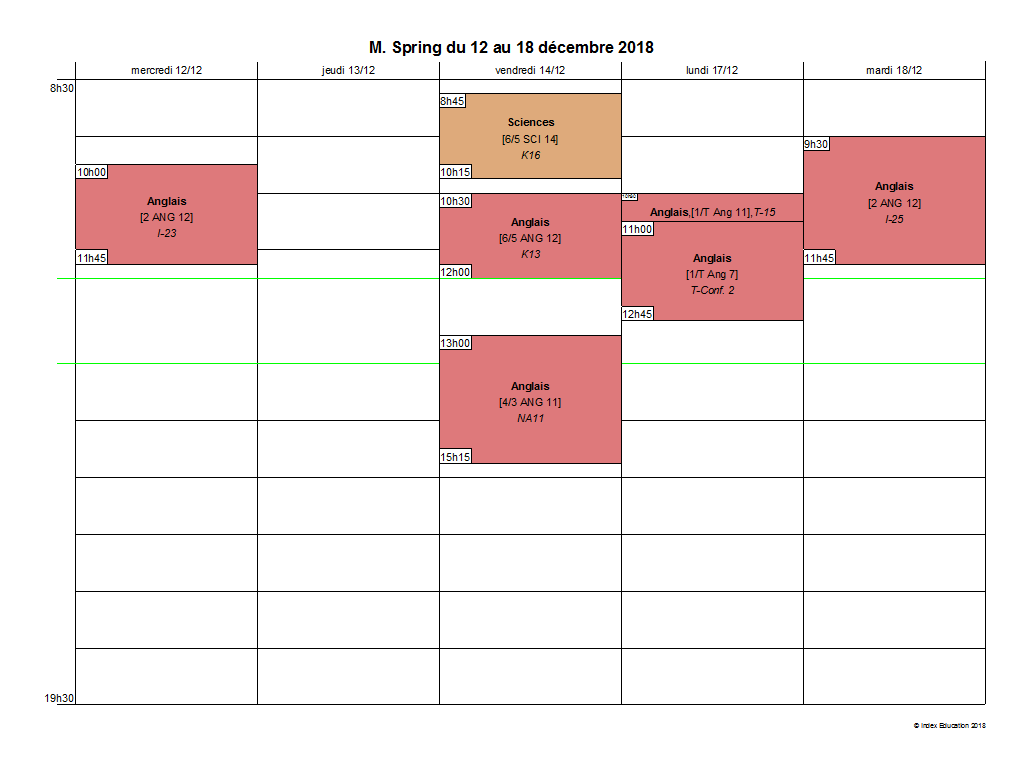 M. Spring du 12 au 18 décembre 2018
mercredi 12/12
jeudi 13/12
vendredi 14/12
lundi 17/12
mardi 18/12
8h30
10h00
Anglais
[2 ANG 12]
I-23
11h45
8h45
Sciences
[6/5 SCI 14]
K16
10h15
10h30
Anglais
[6/5 ANG 12]
K13
12h00
13h00
Anglais
[4/3 ANG 11]
NA11
15h15
Anglais,[1/T Ang 11],T-15
11h00
Anglais
[1/T Ang 7]
T-Conf. 2
12h45
9h30
Anglais
[2 ANG 12]
I-25
11h45
19h30
© Index Education 2018